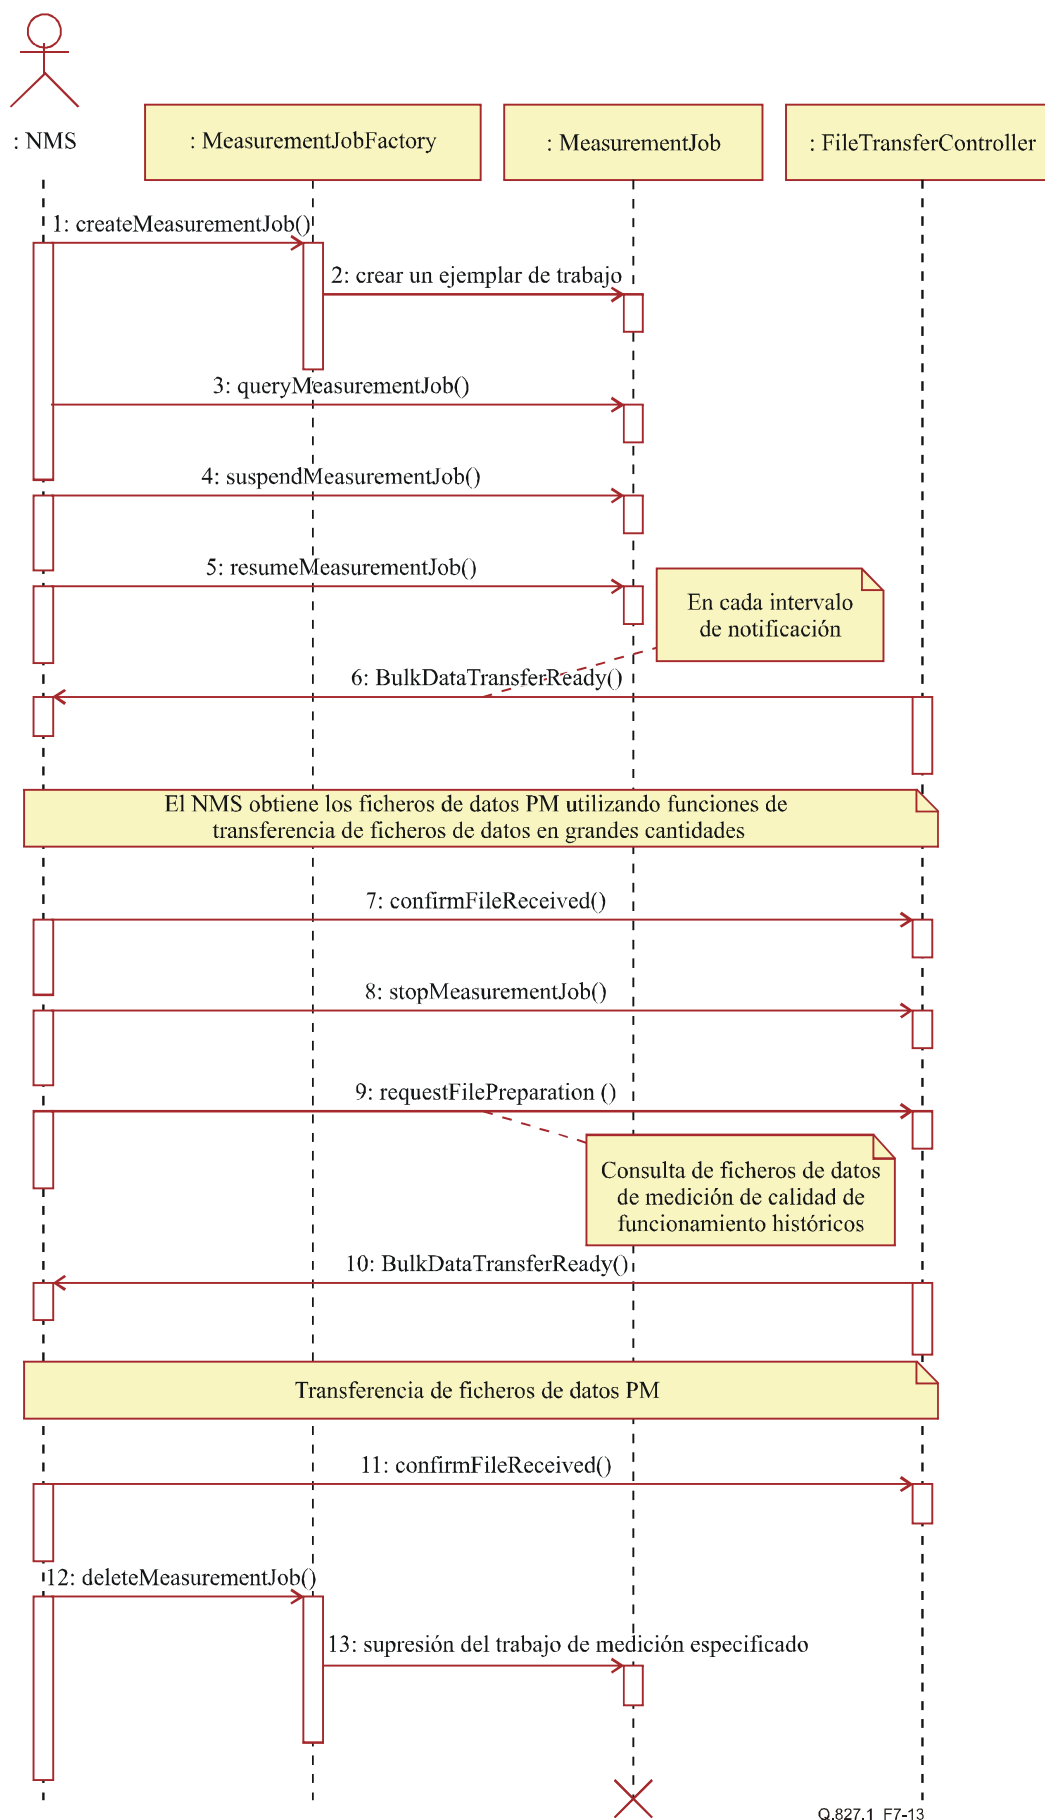 : NMS
: MeasurementJobFactory
: MeasurementJob
: FileTransferController
1: createMeasurementJob()
2: crear un ejemplar de trabajo
3: queryMeasurementJob()
4: suspendMeasurementJob()
5: resumeMeasurementJob()
En cada intervalo
de notificación
6: BulkDataTransferReady()
El NMS obtiene los ficheros de datos PM utilizando funciones de
transferencia de ficheros de datos en grandes cantidades
7: confirmFileReceived()
8: stopMeasurementJob()
9: requestFilePreparation ()
Consulta de ficheros de datos
de medición de calidad de
funcionamiento históricos
10: BulkDataTransferReady()
Transferencia de ficheros de datos PM
11: confirmFileReceived()
12: deleteMeasurementJob()
13: supresión del trabajo de medición especificado
Q.827.1_F7-13